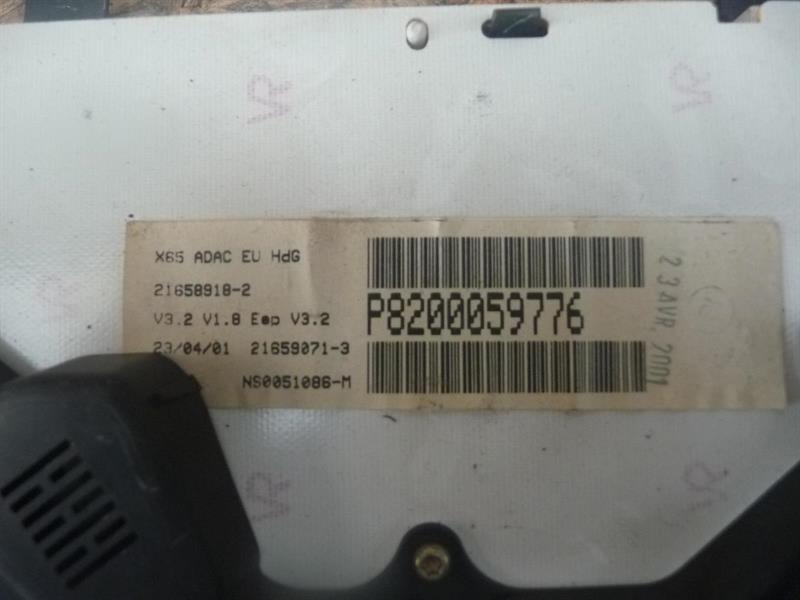 X65 ADAC EU HdG
21658918-2
V3.2 V1.8 Eep V3.2
23/04/01 21659071-3
NS0051086-M
P8200059776
23 AVR. 2001